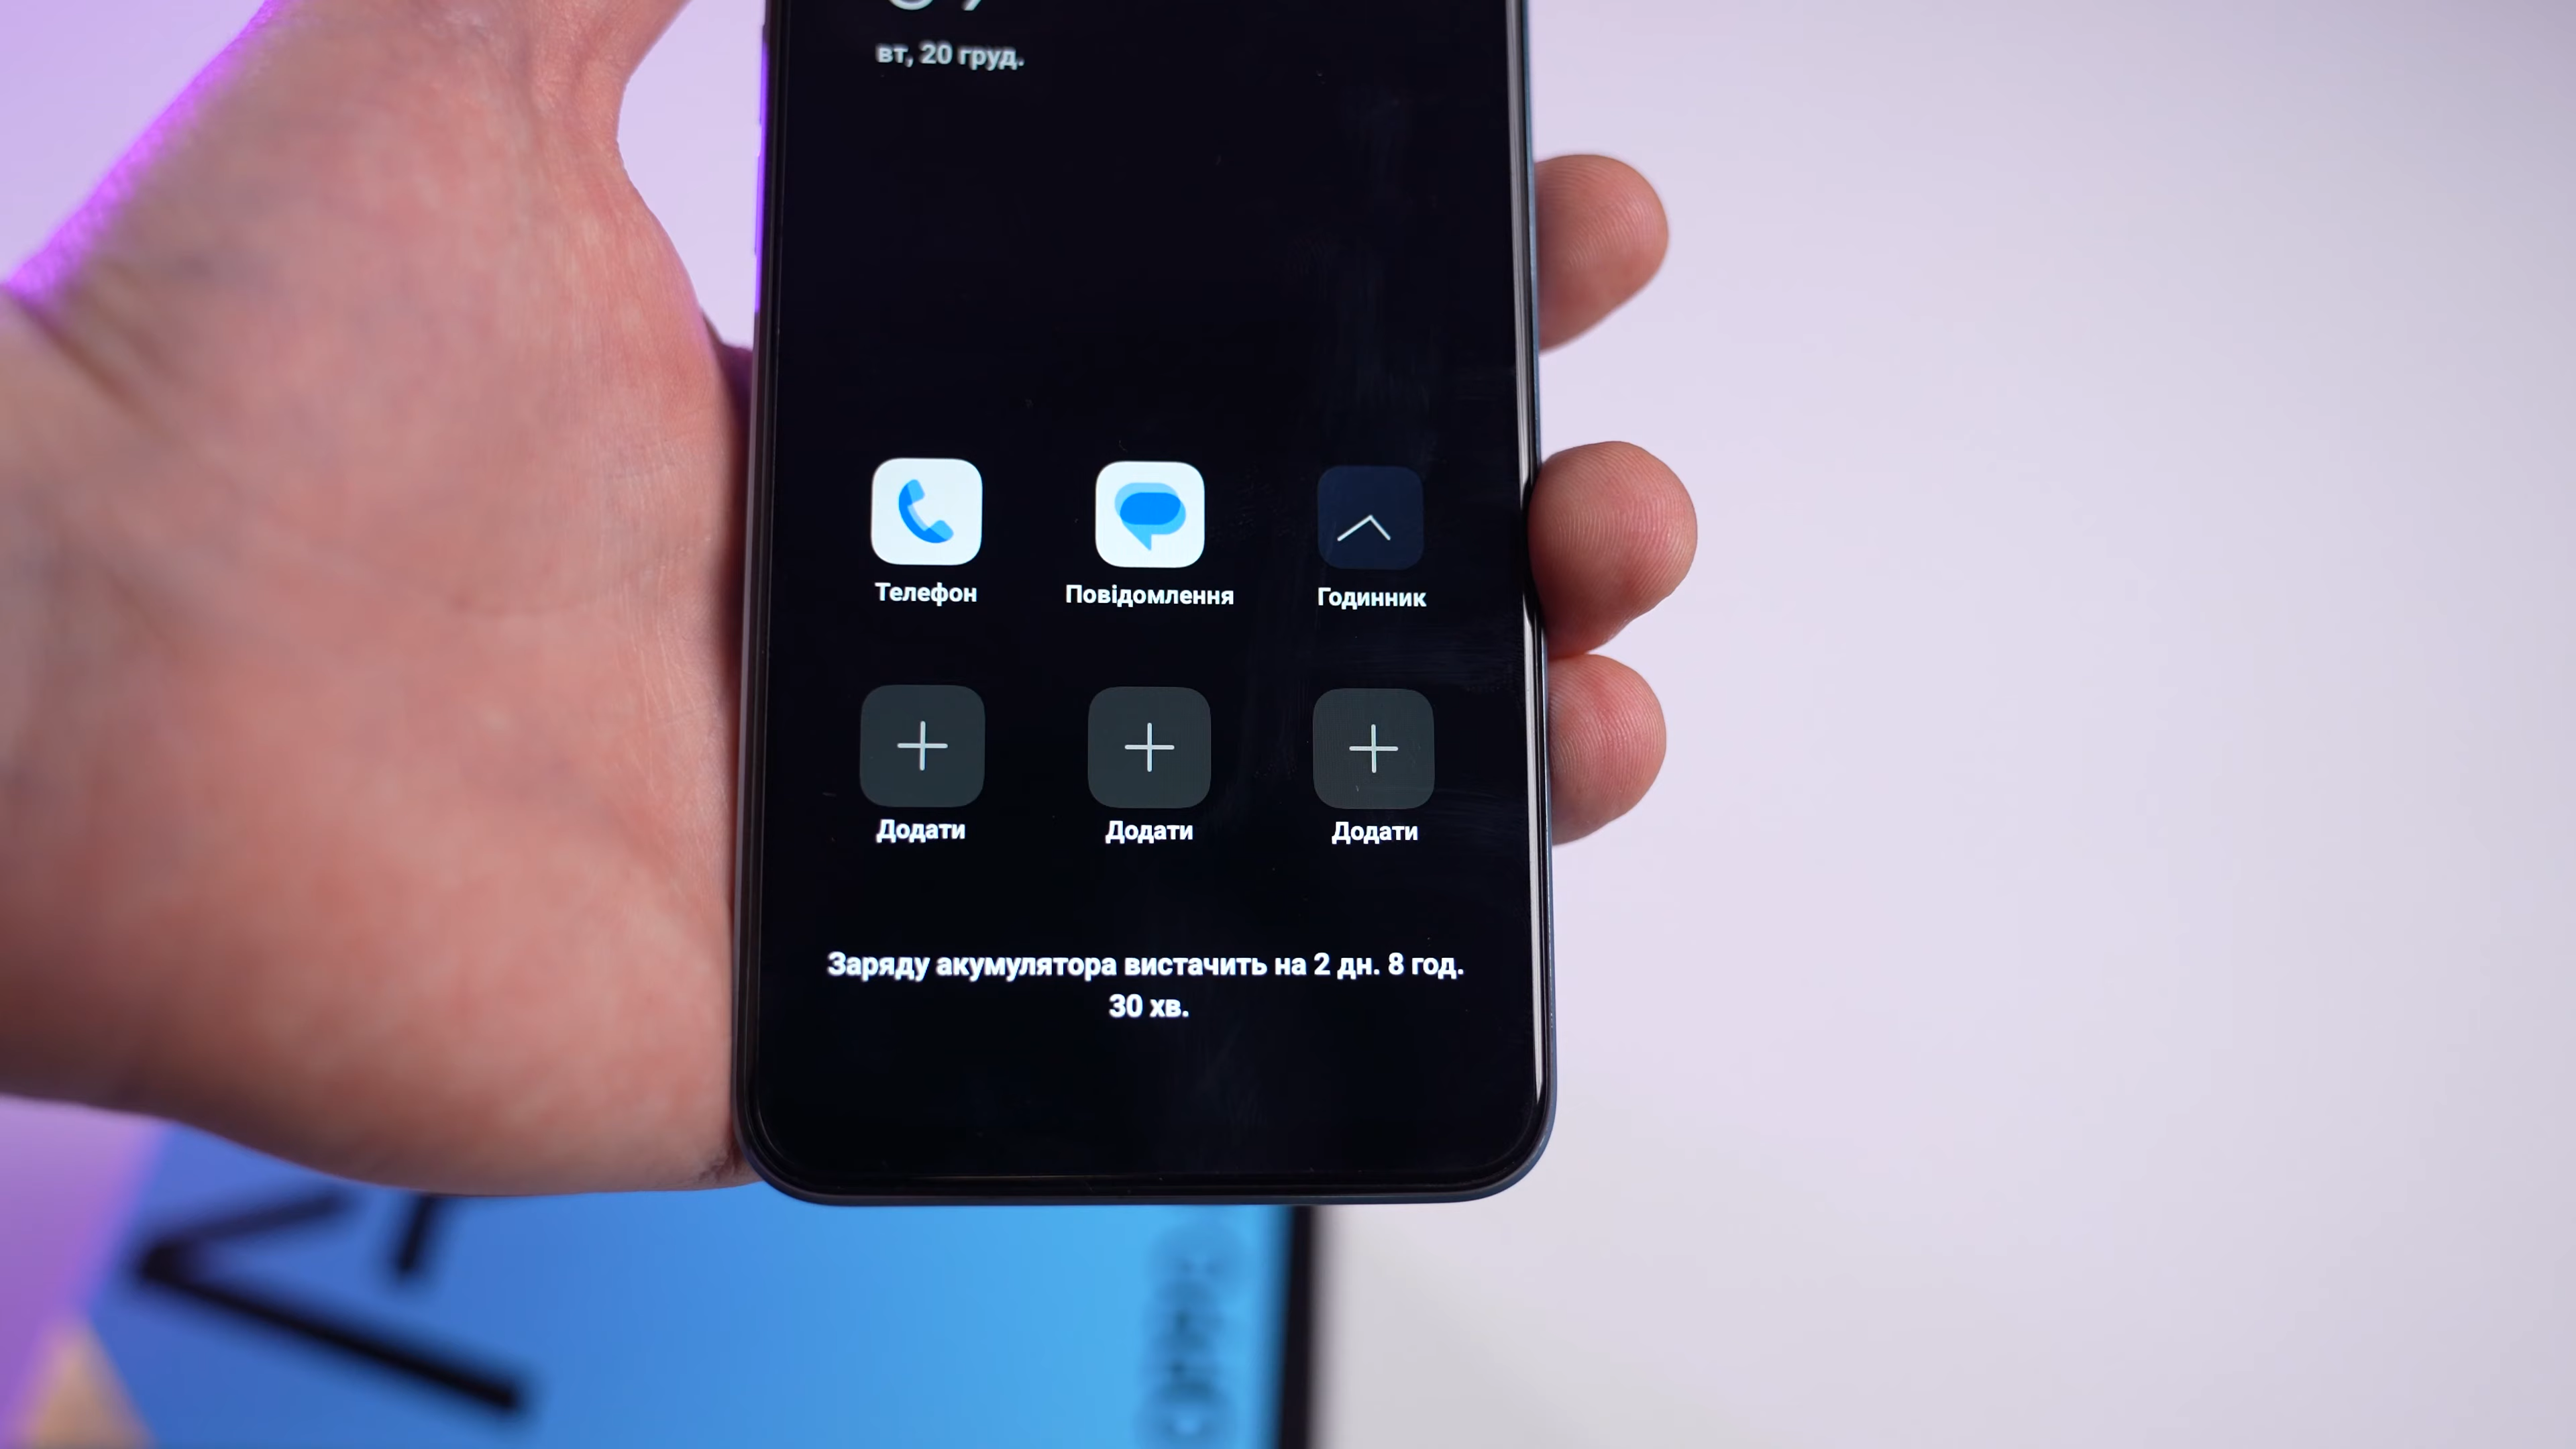 вт, 20 груд.
Телефон Повідомлення Годинник
Додати Додати Додати
Заряду акумулятора вистачить на 2 дн. 8 год.
30 хв.